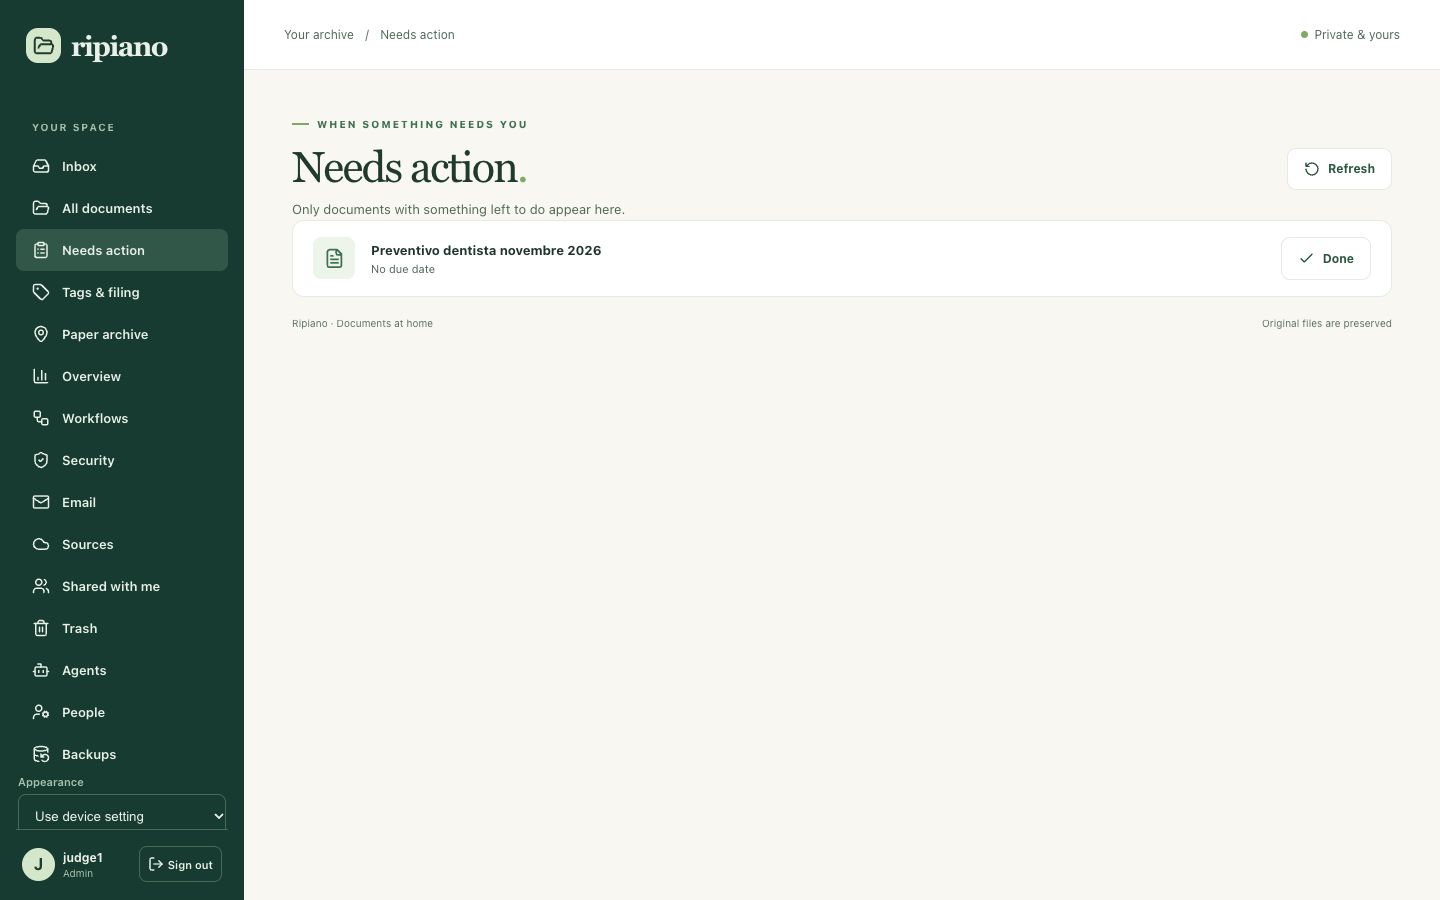 ripiano
YOUR SPACE
Inbox
All documents
Needs action
Tags & filing
Paper archive
Overview
Workflows
Security
Email
Sources
Shared with me
Trash
Agents
People
Backups
Appearance
Use device setting
J
judge1
Admin
Sign out
Your archive / Needs action
Private & yours
WHEN SOMETHING NEEDS YOU
Needs action.
Refresh
Only documents with something left to do appear here.
Preventivo dentista novembre 2026
No due date
Done
Ripiano · Documents at home
Original files are preserved